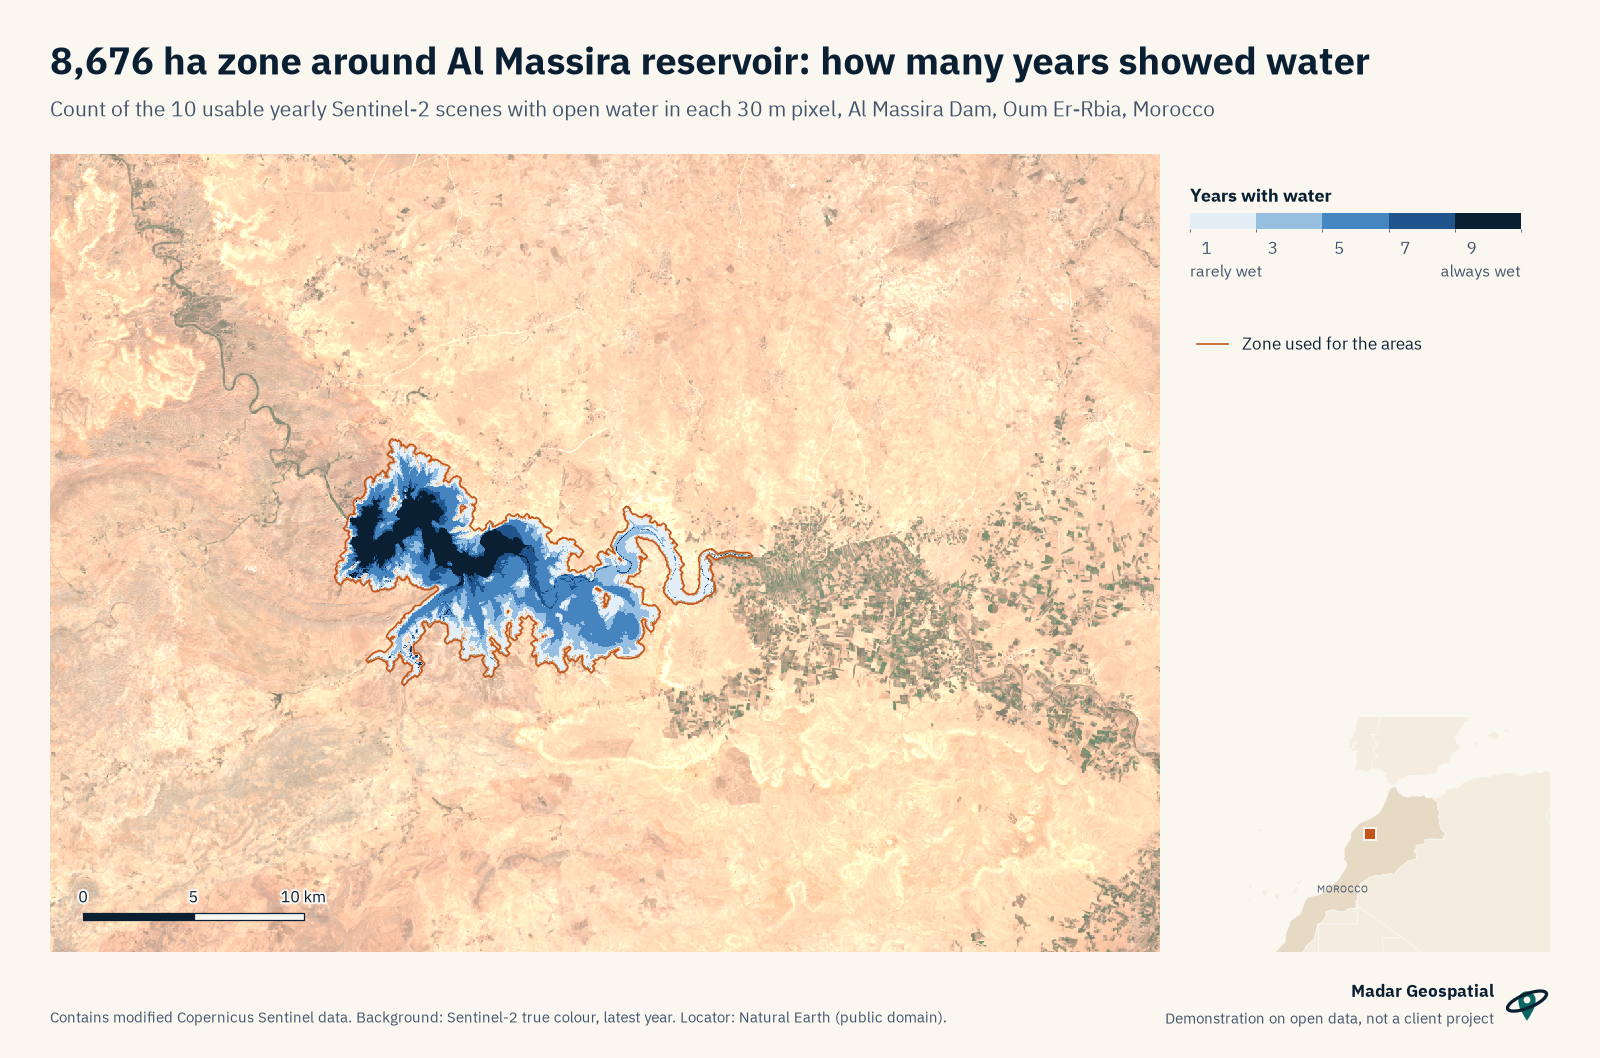 8,676 ha zone around Al Massira reservoir: how many years showed water
Count of the 10 usable yearly Sentinel-2 scenes with open water in each 30 m pixel, Al Massira Dam, Oum Er-Rbia, Morocco
Years with water
1 3 5 7 9
rarely wet always wet
Zone used for the areas
0 5 10 km
MOROCCO
Madar Geospatial
Contains modified Copernicus Sentinel data. Background: Sentinel-2 true colour, latest year. Locator: Natural Earth (public domain).
Demonstration on open data, not a client project